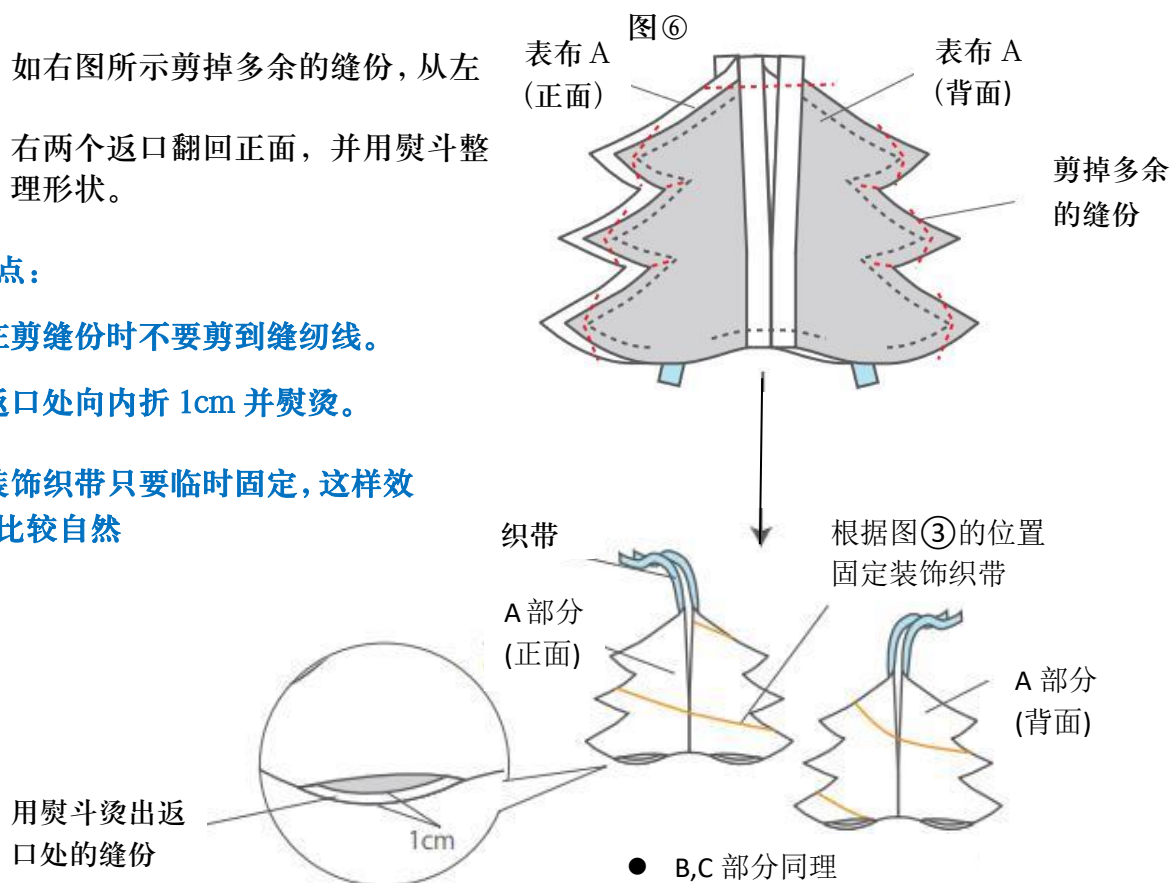 图⑥
如右图所示剪掉多余的缝份，从左
右两个返口翻回正面，并用熨斗整
理形状。
点：
剪缝份时不要剪到缝纫线。
返口处向内折 1cm 并熨烫。
装饰织带只要临时固定，这样效
比较自然
表布 A
（正面）
表布 A
（背面）
剪掉多余
的缝份
织带
根据图③的位置
固定装饰织带
A 部分
(正面)
A 部分
(背面)
用熨斗烫出返
口处的缝份
1cm
● B,C 部分同理